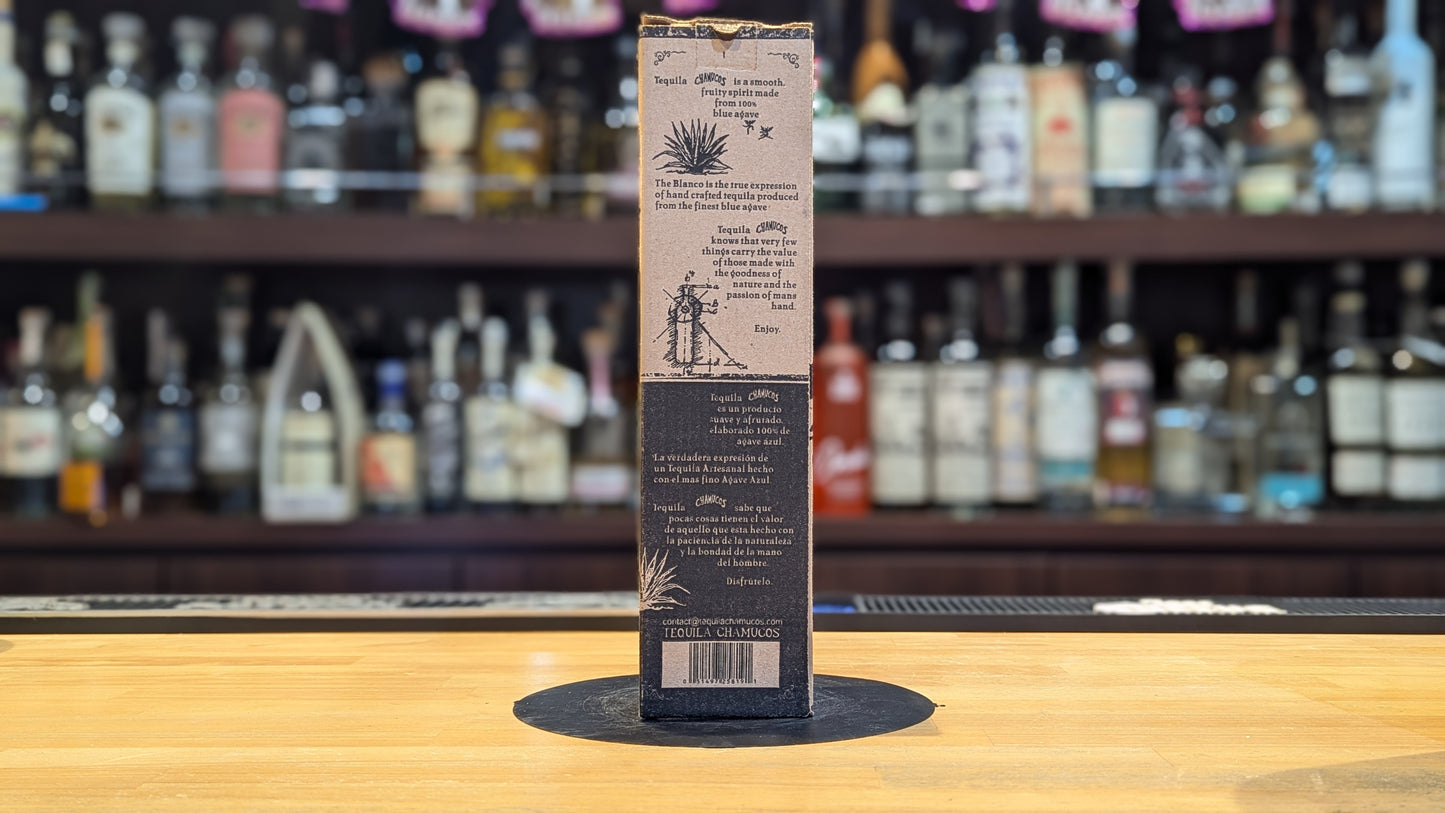 Tequila CHAMUCOS is a smooth,
fruity spirit made
from 100%
blue agave
The Blanco is the true expression
of hand crafted tequila produced
from the finest blue agave
Tequila CHAMUCOS
knows that very few
things carry the value
of those made with
the goodness of
nature and the
passion of mans
hand.
Enjoy.
Tequila CHAMUCOS
es un producto
suave y afrutado,
elaborado 100% de
agave azul.
La verdadera expresión de
un Tequila Artesanal hecho
con el mas fino Agave Azul
Tequila CHAMUCOS sabe que
pocas cosas tienen el valor
de aquello que esta hecho con
la paciencia de la naturaleza
y la bondad de la mano
del hombre.
Disfrútelo.
contact@tequilachamucos.com
TEQUILA CHAMUCOS